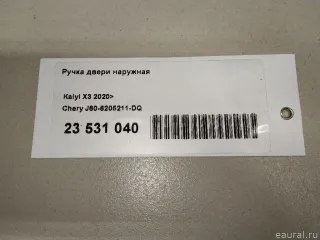 Ручка двери наружная
Kaiyi X3 2020>
Chery J60-6205211-DQ
23 531 040
eaural.ru